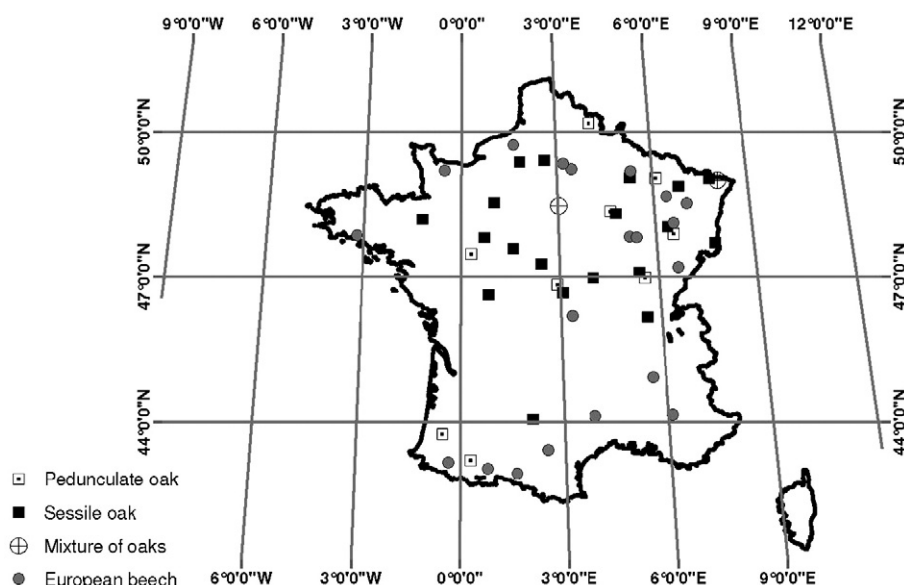 9°0'0"W 6°0'0"W 3°0'0"W 0°0'0" 3°0'0"E 6°0'0"E 9°0'0"E 12°0'0"E
50°0'0"N 50°0'0"N
47°0'0"N 47°0'0"N
44°0'0"N 44°0'0"N
Pedunculate oak
Sessile oak
Mixture of oaks
European beech
6°0'0"W 3°0'0"W 0°0'0" 3°0'0"E 6°0'0"E 9°0'0"E